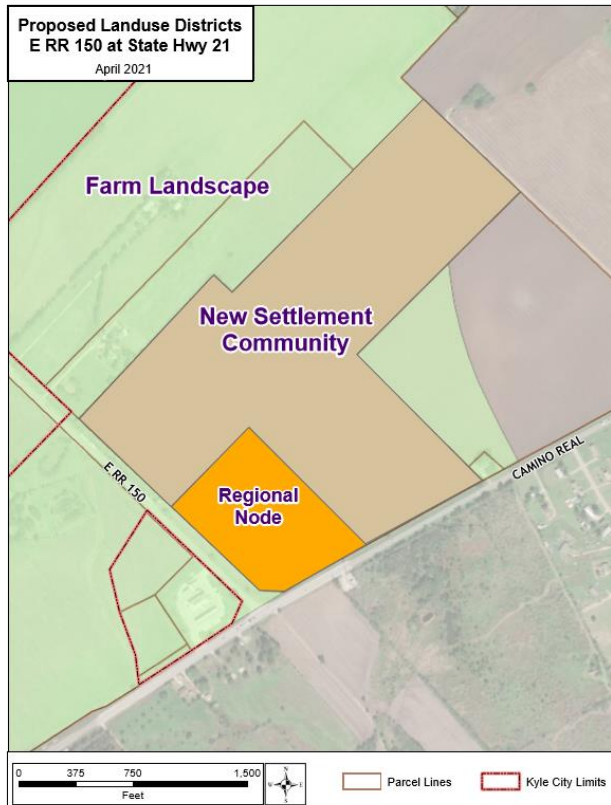 Proposed Landuse Districts
E RR 150 at State Hwy 21
April 2021
Farm Landscape
New Settlement
Community
CAMINO REAL
E RR 150
Regional
Node
0 375 750 1,500
Feet
N
W E
S
Parcel Lines
Kyle City Limits